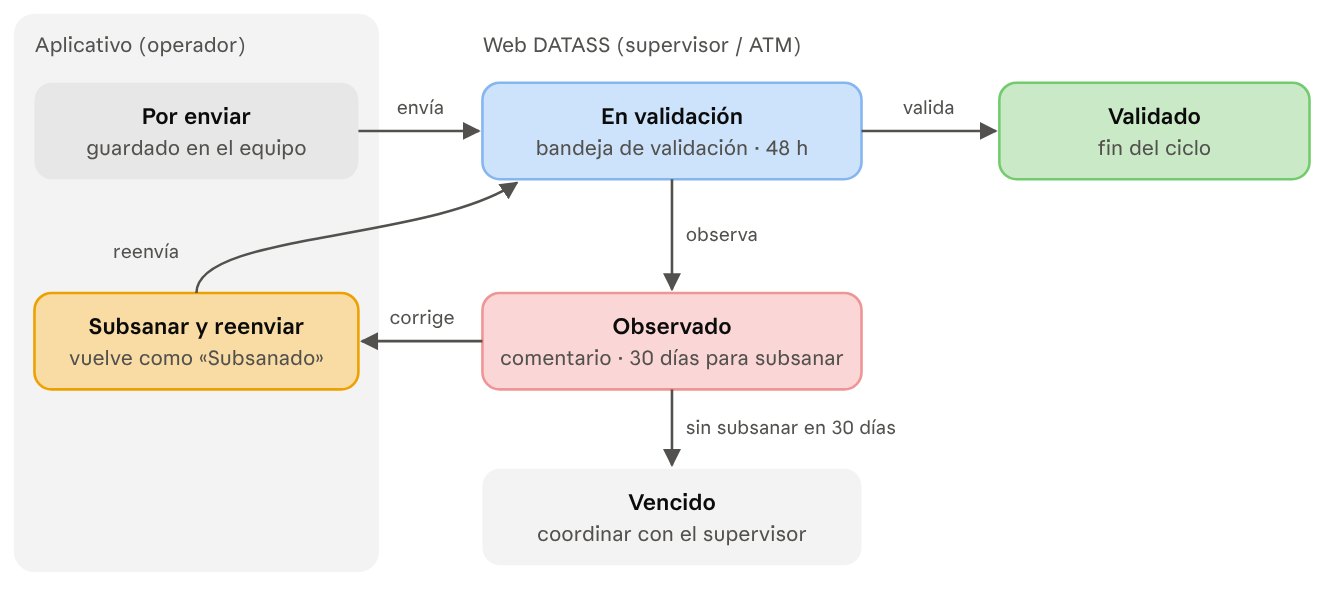 Aplicativo (operador)
Web DATASS (supervisor / ATM)
Por enviar
guardado en el equipo
envía
En validación
bandeja de validación · 48 h
valida
Validado
fin del ciclo
reenvía
observa
Subsanar y reenviar
vuelve como «Subsanado»
corrige
Observado
comentario · 30 días para subsanar
sin subsanar en 30 días
Vencido
coordinar con el supervisor